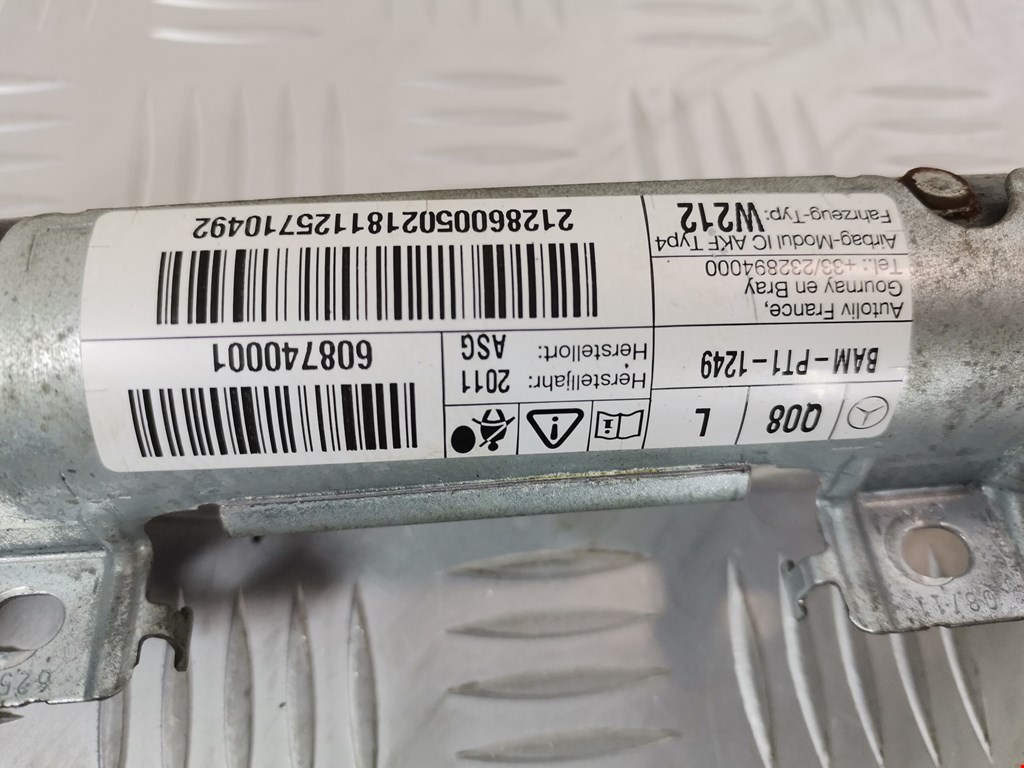 Q08 / L
BAM-PT1-1249
Herstelljahr: 2011
Herstellort: ASG
608740001
Autoliv France,
Gournay en Bray
Tel.: +33/232894000
Airbag-Modul IC AKF Typ4
Fahrzeug-Typ: W212
2128600502181125710492